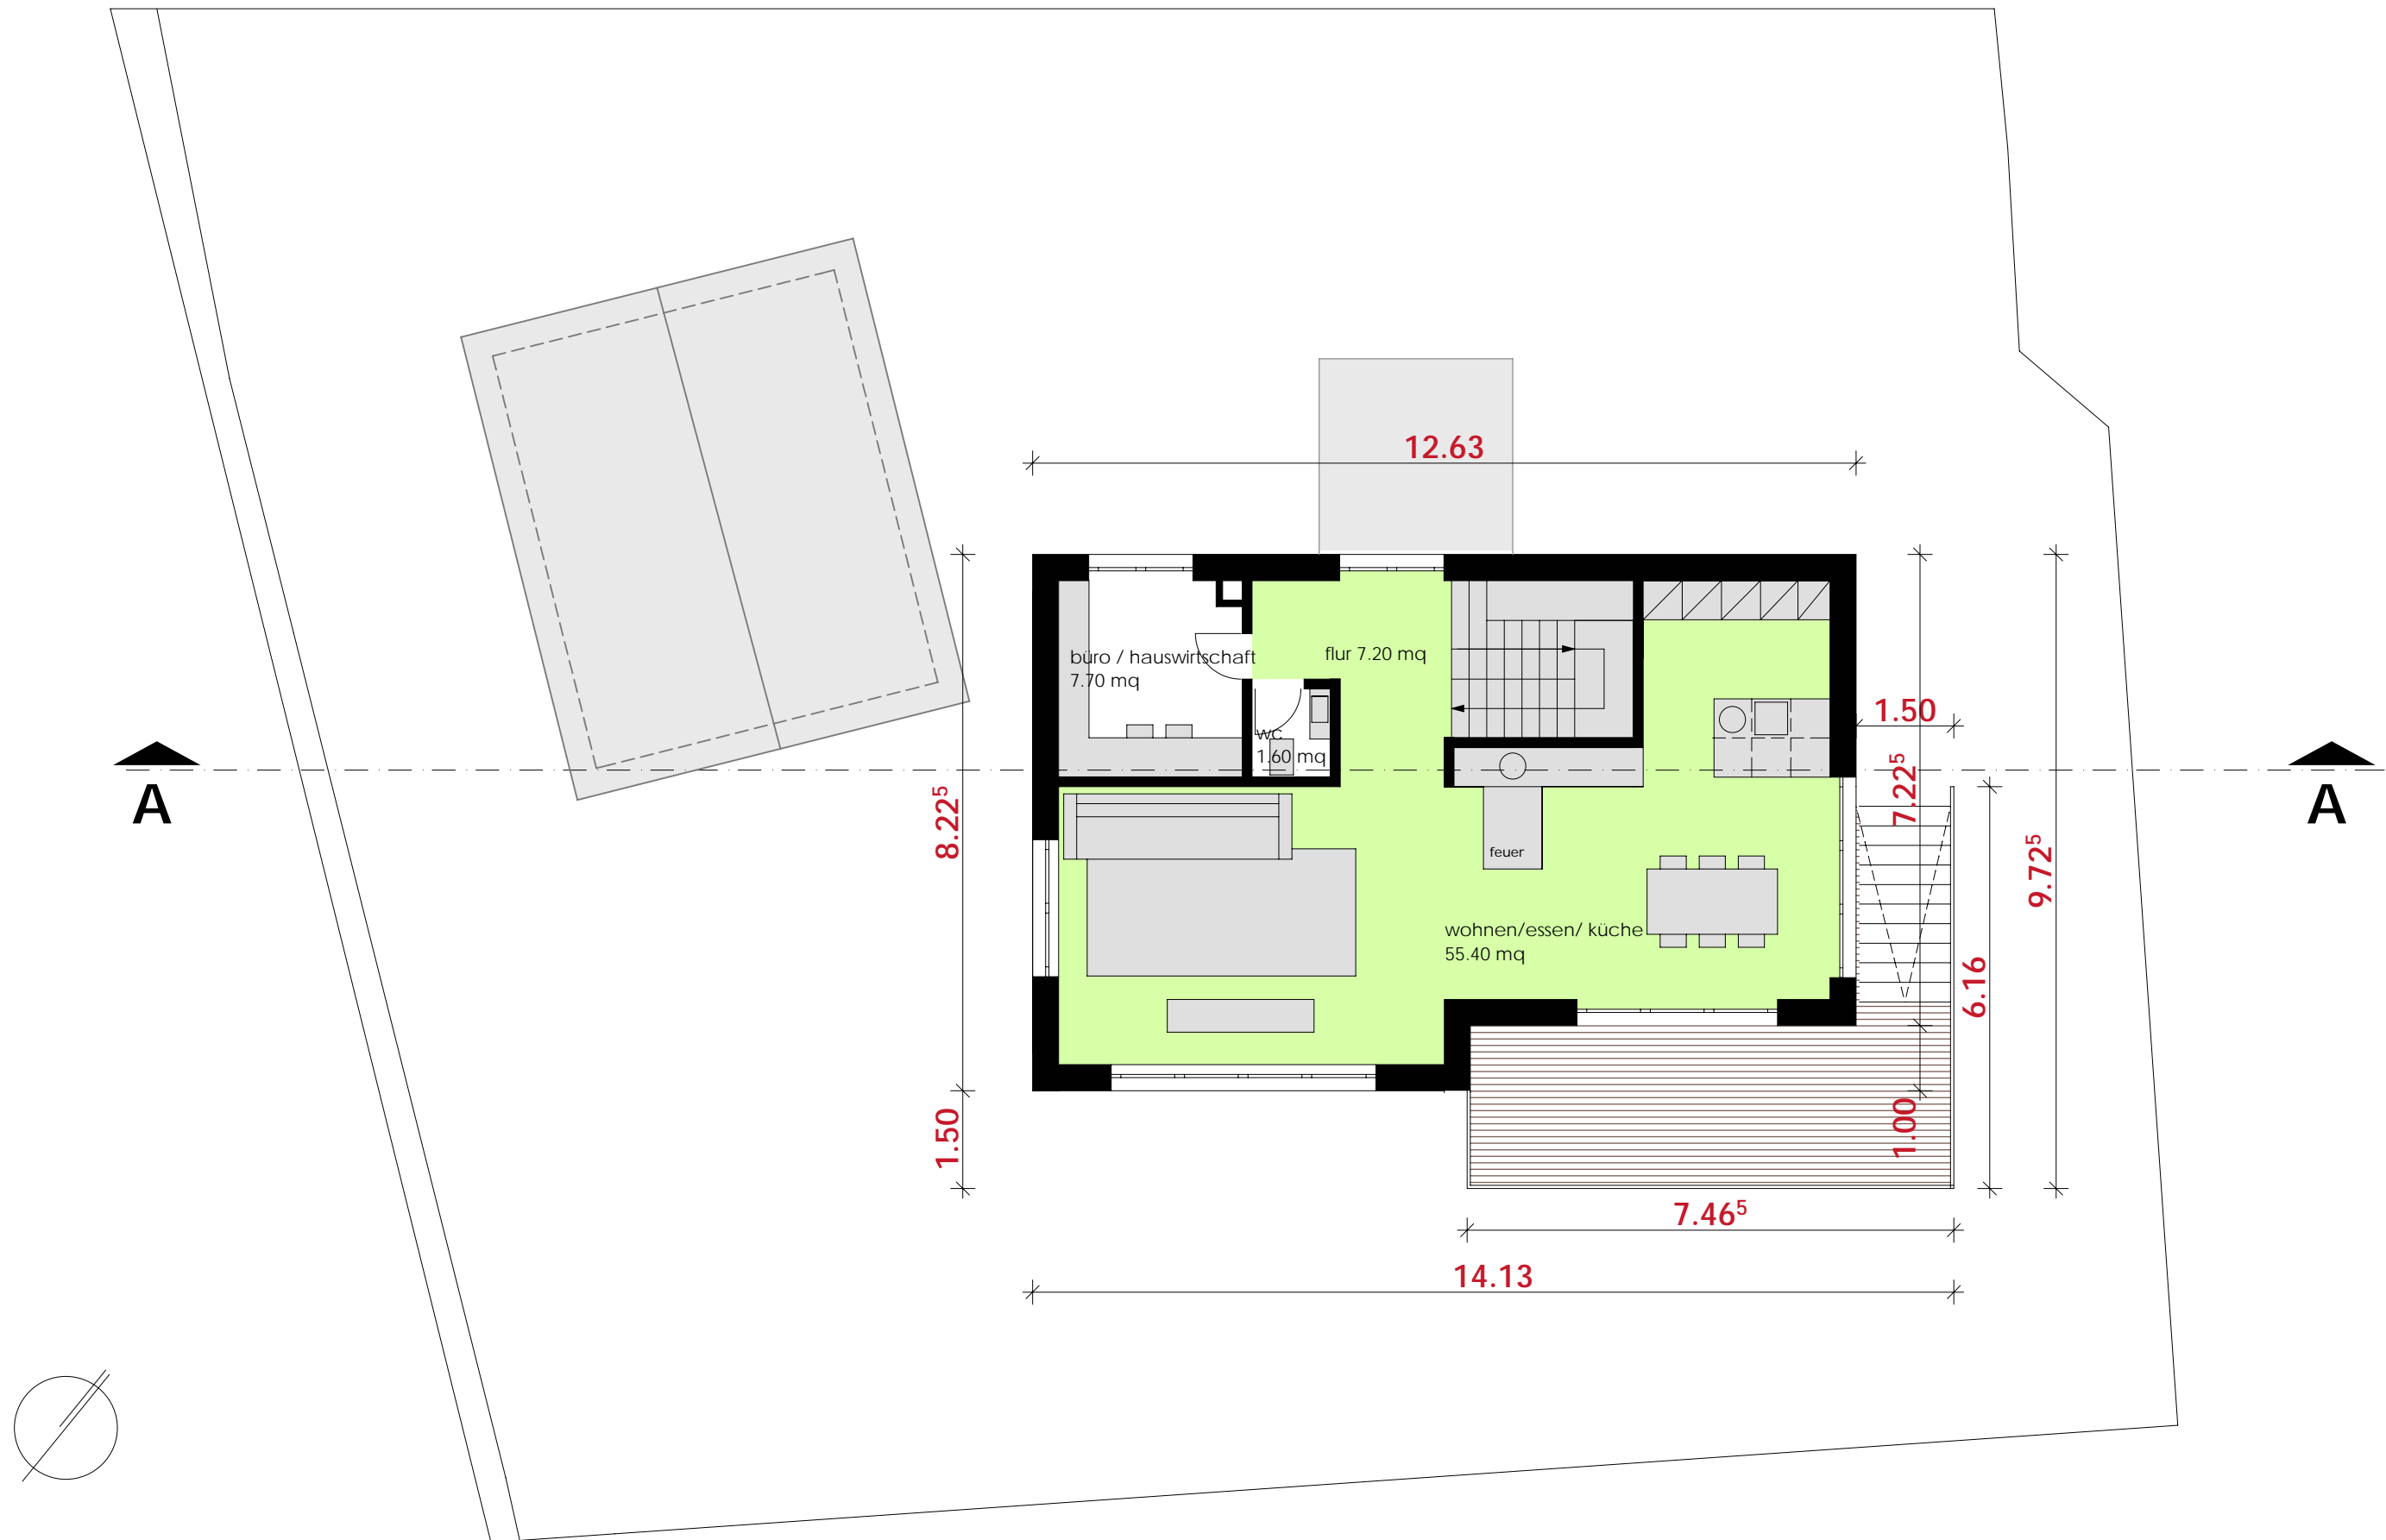 12.63
büro / hauswirtschaft
7.70 mq
flur 7.20 mq
wc
1.60 mq
1.50
7.22⁵
8.22⁵
9.72⁵
A
A
feuer
wohnen/essen/ küche
55.40 mq
6.16
1.50
1.00
7.46⁵
14.13